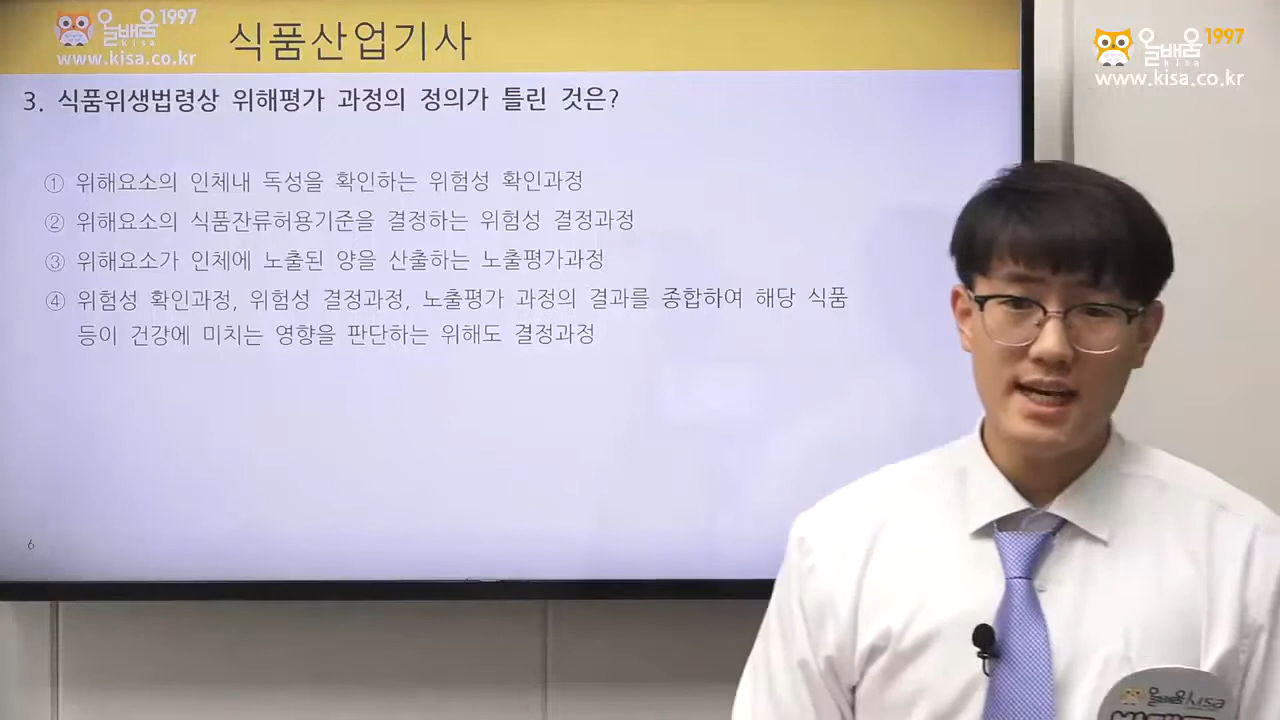 올배움 1997
kisa
www.kisa.co.kr
식품산업기사
올배움 1997
kisa
www.kisa.co.kr
3. 식품위생법령상 위해평가 과정의 정의가 틀린 것은?
① 위해요소의 인체내 독성을 확인하는 위험성 확인과정
② 위해요소의 식품잔류허용기준을 결정하는 위험성 결정과정
③ 위해요소가 인체에 노출된 양을 산출하는 노출평가과정
④ 위험성 확인과정, 위험성 결정과정, 노출평가 과정의 결과를 종합하여 해당 식품
등이 건강에 미치는 영향을 판단하는 위해도 결정과정
6
올배움 kisa